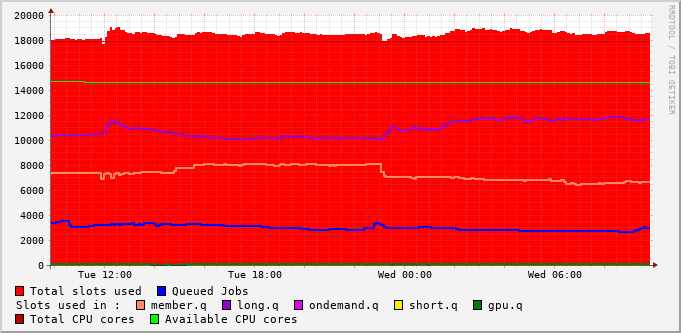 RRDTOOL / TOBI OETIKER
20000
18000
16000
14000
12000
10000
8000
6000
4000
2000
0
Tue 12:00 Tue 18:00 Wed 00:00 Wed 06:00
Total slots used Queued Jobs
Slots used in : member.q long.q ondemand.q short.q gpu.q
Total CPU cores Available CPU cores